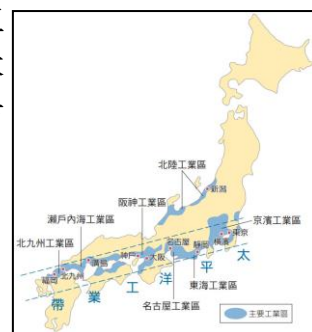 北陸工業區
新潟
瀨戶內海工業區
阪神工業區
京濱工業區
北九州工業區
名古屋
靜岡
橫濱
東京
神戶
大阪
廣島
北九州
福岡
太平洋工業帶
東海工業區
名古屋工業區
主要工業區